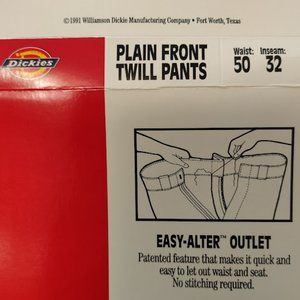 ©1991 Williamson Dickie Manufacturing Company • Fort Worth, Texas
Dickies
PLAIN FRONT
TWILL PANTS
Waist: Inseam:
50 32
EASY-ALTER™ OUTLET
Patented feature that makes it quick and
easy to let out waist and seat.
No stitching required.